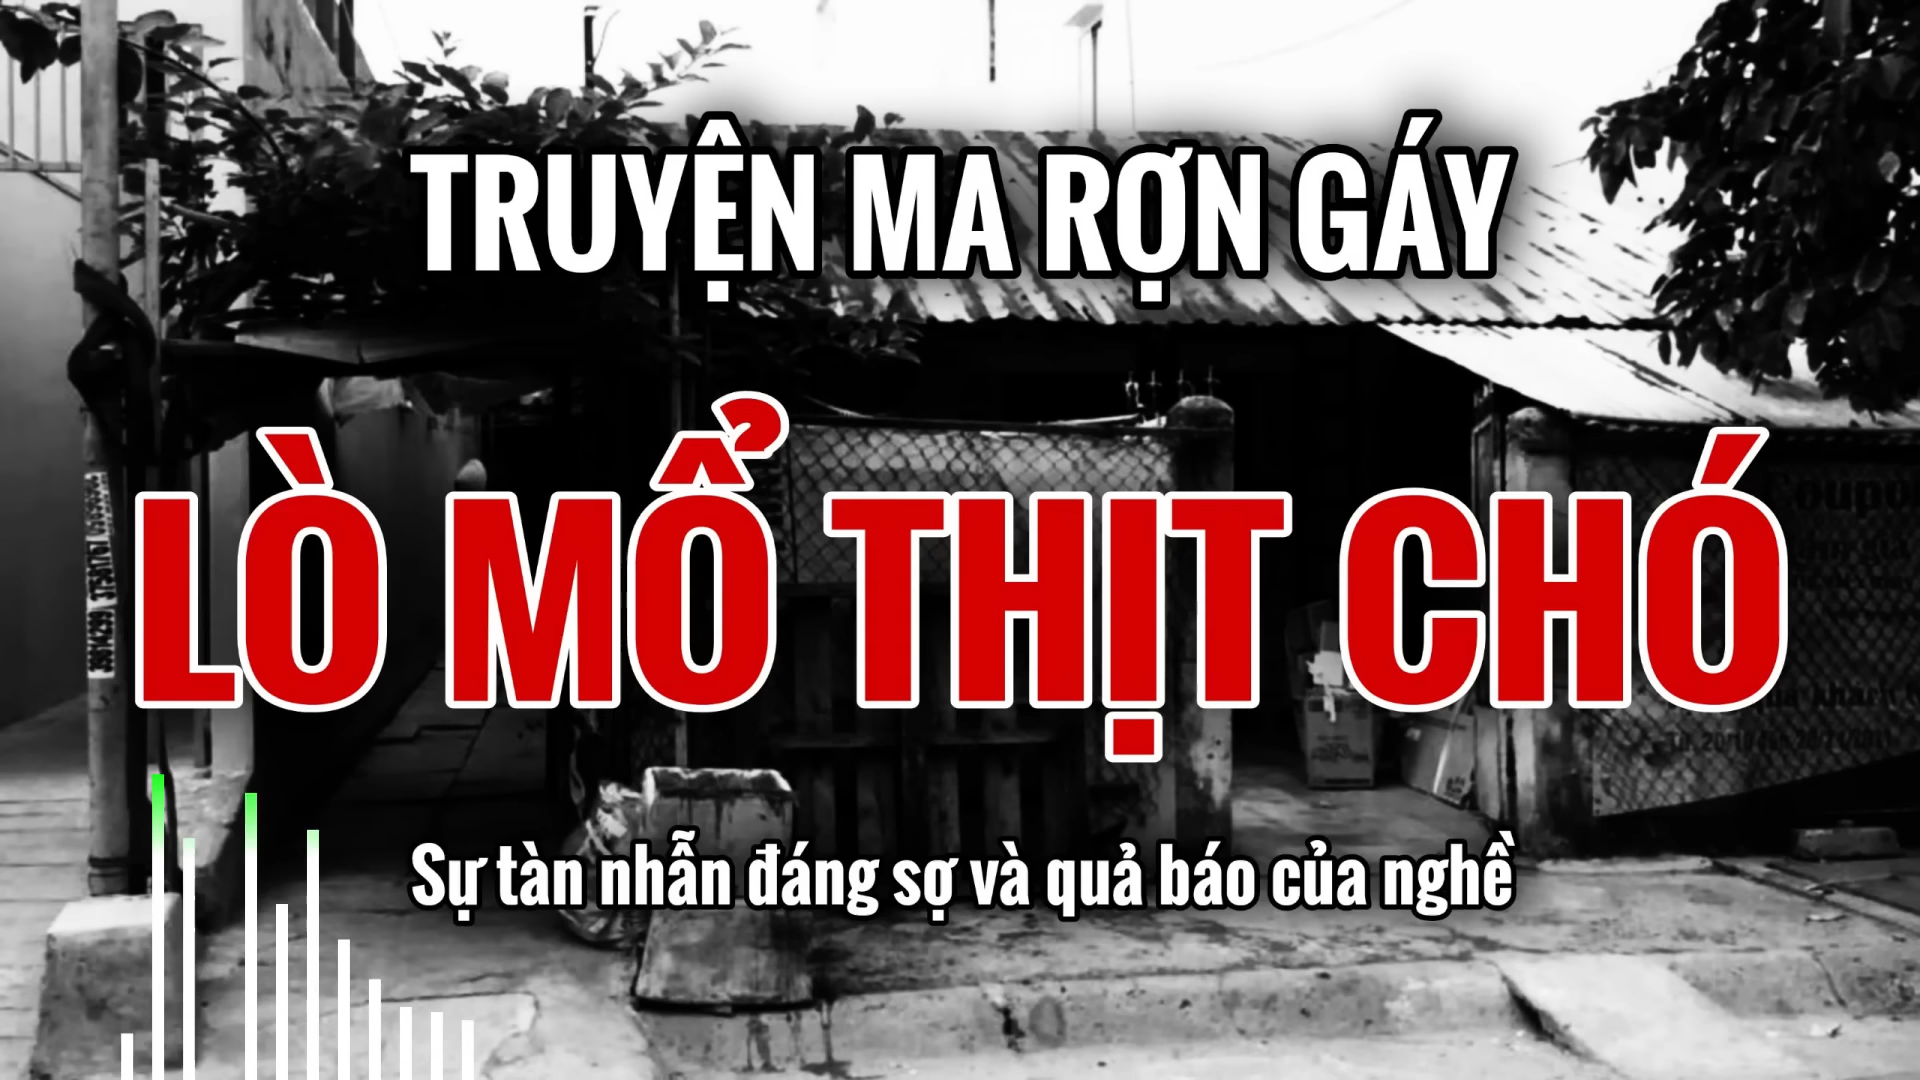 TRUYỆN MA RỢN GÁY
LÒ MỔ THỊT CHÓ
Sự tàn nhẫn đáng sợ và quả báo của nghề